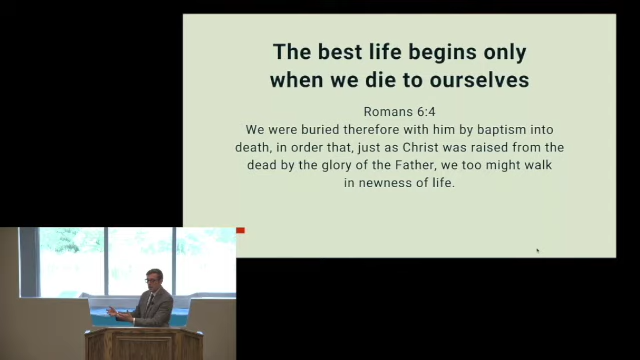 The best life begins only
when we die to ourselves
Romans 6:4
We were buried therefore with him by baptism into
death, in order that, just as Christ was raised from the
dead by the glory of the Father, we too might walk
in newness of life.